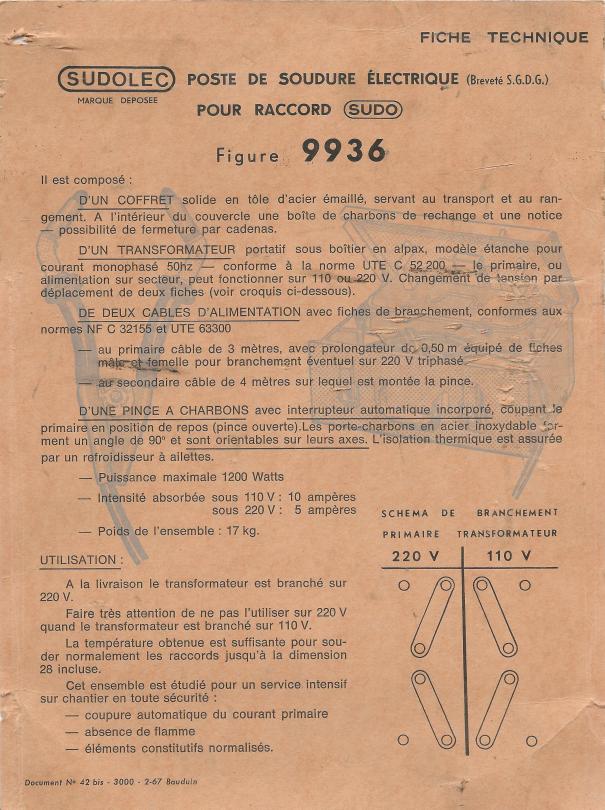 FICHE TECHNIQUE
SUDOLEC POSTE DE SOUDURE ÉLECTRIQUE (Breveté S.G.D.G.)
MARQUE DEPOSEE
POUR RACCORD SUDO
Figure 9936
Il est composé :
D'UN COFFRET solide en tôle d'acier émaillé, servant au transport et au ran-
gement. A l'intérieur du couvercle une boîte de charbons de rechange et une notice
— possibilité de fermeture par cadenas.
D'UN TRANSFORMATEUR portatif sous boîtier en alpax, modèle étanche pour
courant monophasé 50hz — conforme à la norme UTE C 52 200 — le primaire, ou
alimentation sur secteur, peut fonctionner sur 110 ou 220 V. Changement de tension par
déplacement de deux fiches (voir croquis ci-dessous).
DE DEUX CABLES D'ALIMENTATION avec fiches de branchement, conformes aux
normes NF C 32155 et UTE 63300
— au primaire câble de 3 mètres, avec prolongateur de 0,50 m équipé de fiches
mâle et femelle pour branchement éventuel sur 220 V triphasé
— au secondaire câble de 4 mètres sur lequel est montée la pince.
D'UNE PINCE A CHARBONS avec interrupteur automatique incorporé, coupant le
primaire en position de repos (pince ouverte).Les porte-charbons en acier inoxydable for-
ment un angle de 90° et sont orientables sur leurs axes. L'isolation thermique est assurée
par un refroidisseur à ailettes.
— Puissance maximale 1200 Watts
— Intensité absorbée sous 110 V : 10 ampères
sous 220 V : 5 ampères
— Poids de l'ensemble : 17 kg.
UTILISATION :
A la livraison le transformateur est branché sur
220 V.
Faire très attention de ne pas l'utiliser sur 220 V
quand le transformateur est branché sur 110 V.
La température obtenue est suffisante pour sou-
der normalement les raccords jusqu'à la dimension
28 incluse.
Cet ensemble est étudié pour un service intensif
sur chantier en toute sécurité :
— coupure automatique du courant primaire
— absence de flamme
— éléments constitutifs normalisés.
SCHEMA DE BRANCHEMENT
PRIMAIRE TRANSFORMATEUR
220 V 110 V
Document N° 42 bis - 3000 - 2-67 Bauduin